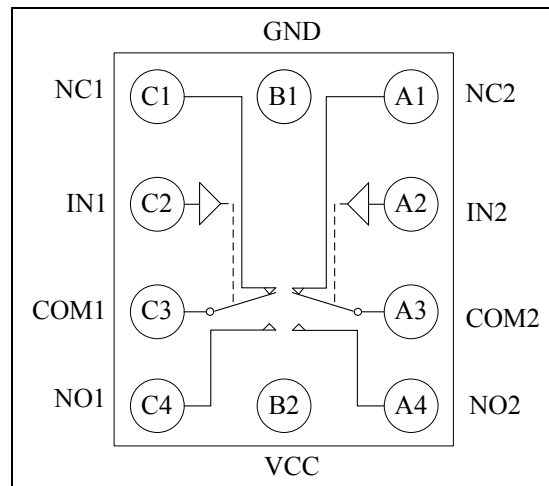 GND
NC1 C1 B1 A1 NC2
IN1 C2 A2 IN2
COM1 C3 A3 COM2
NO1 C4 B2 A4 NO2
VCC